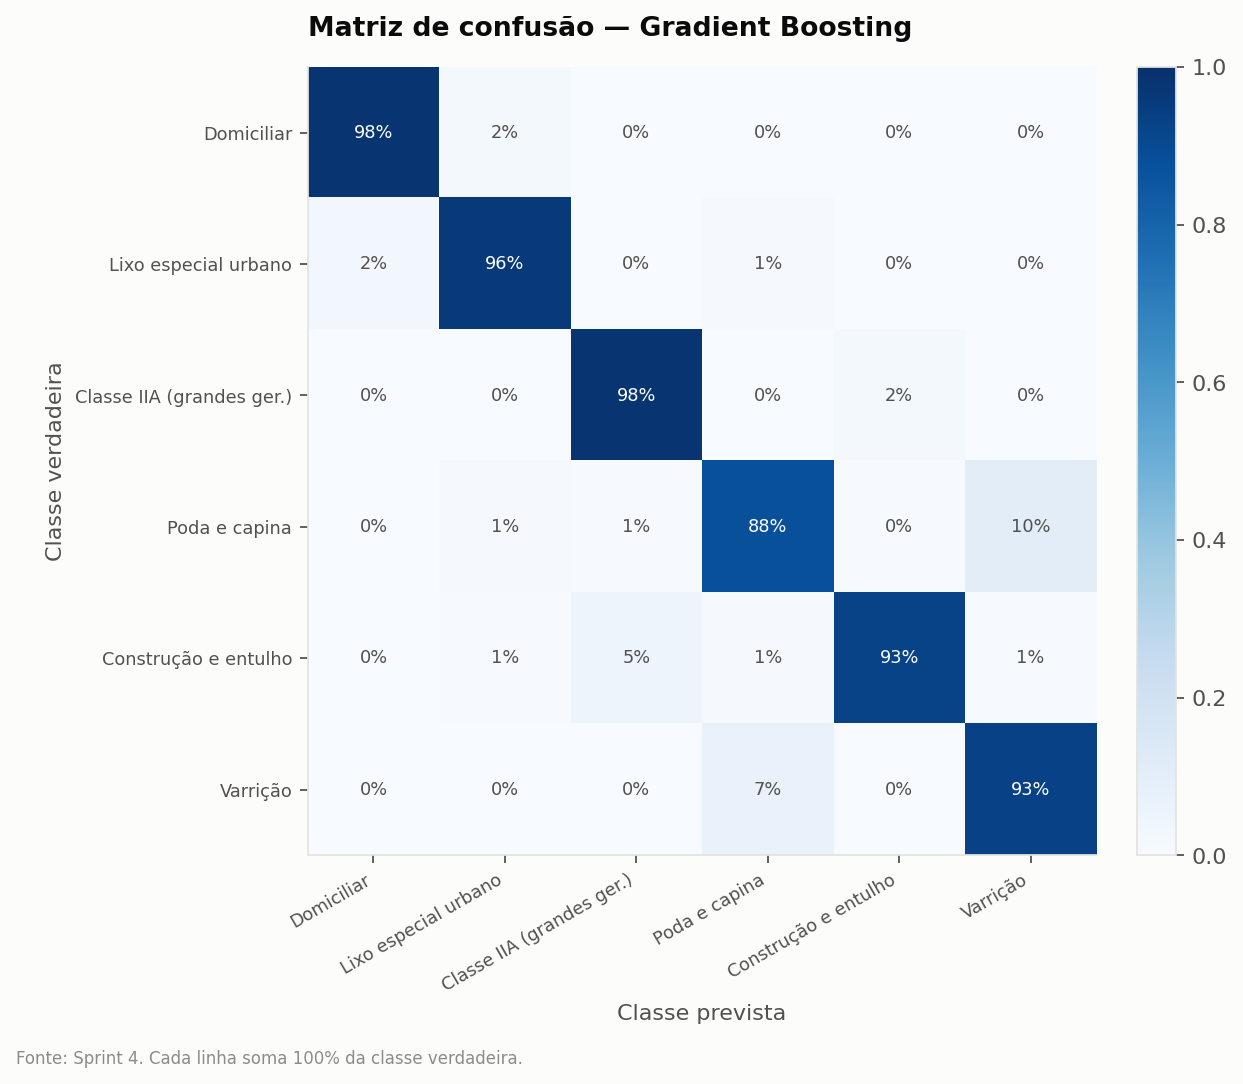 Matriz de confusão — Gradient Boosting
Classe verdadeira
Domiciliar 98% 2% 0% 0% 0% 0%
Lixo especial urbano 2% 96% 0% 1% 0% 0%
Classe IIA (grandes ger.) 0% 0% 98% 0% 2% 0%
Poda e capina 0% 1% 1% 88% 0% 10%
Construção e entulho 0% 1% 5% 1% 93% 1%
Varrição 0% 0% 0% 7% 0% 93%
Domiciliar
Lixo especial urbano
Classe IIA (grandes ger.)
Poda e capina
Construção e entulho
Varrição
Classe prevista
1.0
0.8
0.6
0.4
0.2
0.0
Fonte: Sprint 4. Cada linha soma 100% da classe verdadeira.